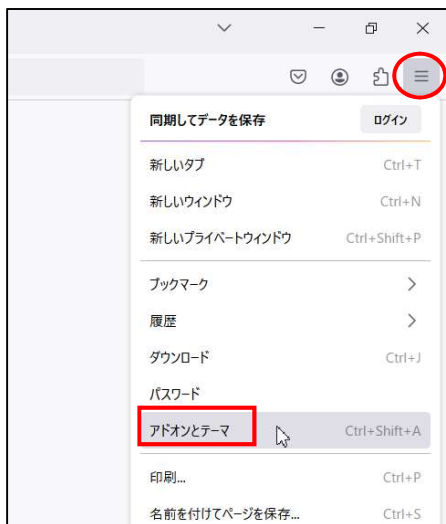 同期してデータを保存 ログイン
新しいタブ Ctrl+T
新しいウィンドウ Ctrl+N
新しいプライベートウィンドウ Ctrl+Shift+P
ブックマーク
履歴
ダウンロード Ctrl+J
パスワード
アドオンとテーマ Ctrl+Shift+A
印刷... Ctrl+P
名前を付けてページを保存... Ctrl+S